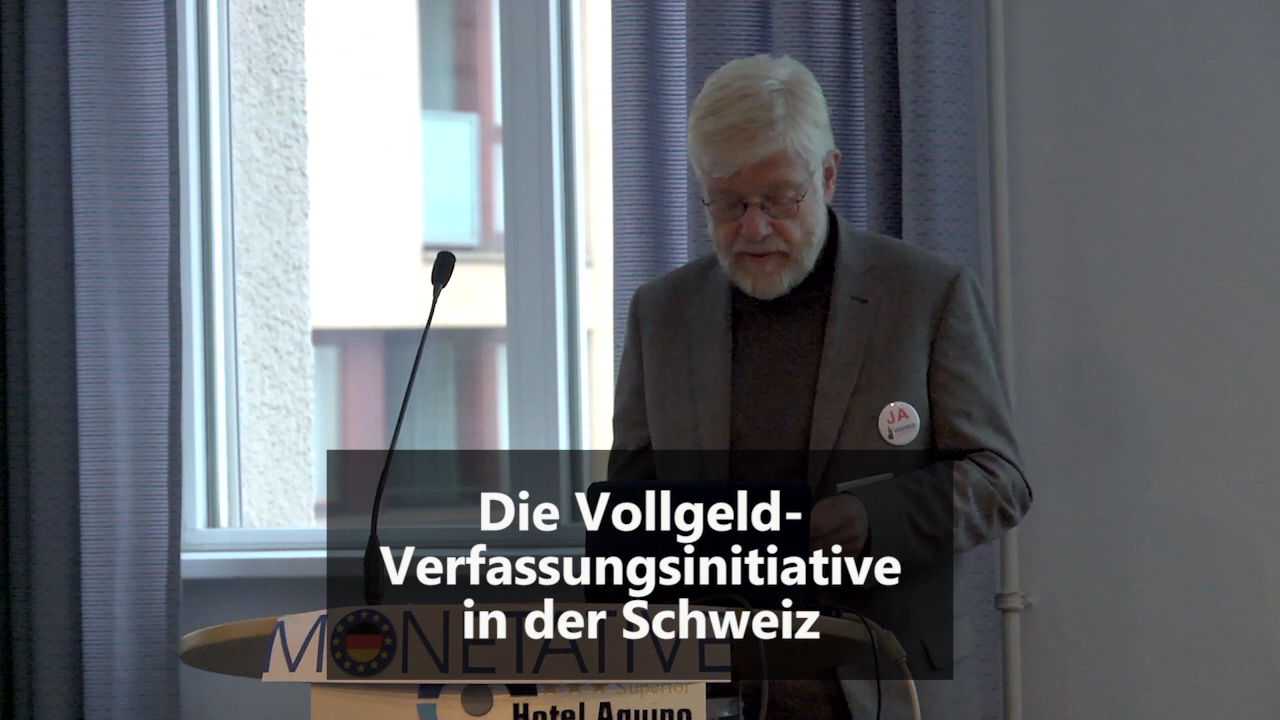 JA
Die Vollgeld-
Verfassungsinitiative
in der Schweiz
MONETATIVE
Superior
Hotel Aquino